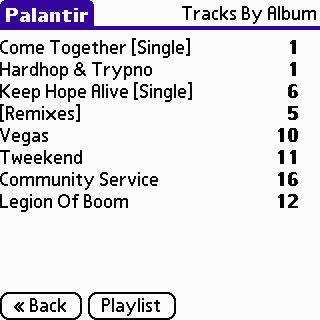 Palantir Tracks By Album
Come Together [Single] 1
Hardhop & Trypno 1
Keep Hope Alive [Single] 6
[Remixes] 5
Vegas 10
Tweekend 11
Community Service 16
Legion Of Boom 12
« Back Playlist